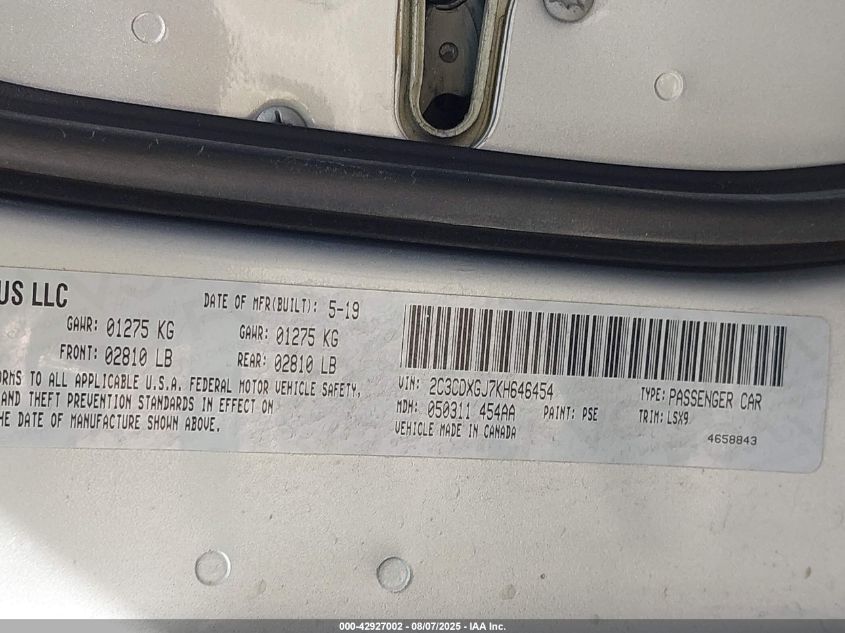 US LLC
DATE OF MFR(BUILT): 5-19
GAWR: 01275 KG GAWR: 01275 KG
FRONT: 02810 LB REAR: 02810 LB
ORMS TO ALL APPLICABLE U.S.A. FEDERAL MOTOR VEHICLE SAFETY,
AND THEFT PREVENTION STANDARDS IN EFFECT ON
HE DATE OF MANUFACTURE SHOWN ABOVE.
VIN: 2C3CDXGJ7KH646454 TYPE: PASSENGER CAR
MDH: 050311 454AA PAINT: PSE TRIM: LSX9
VEHICLE MADE IN CANADA 4658843
000-42927002 - 08/07/2025 - IAA Inc.